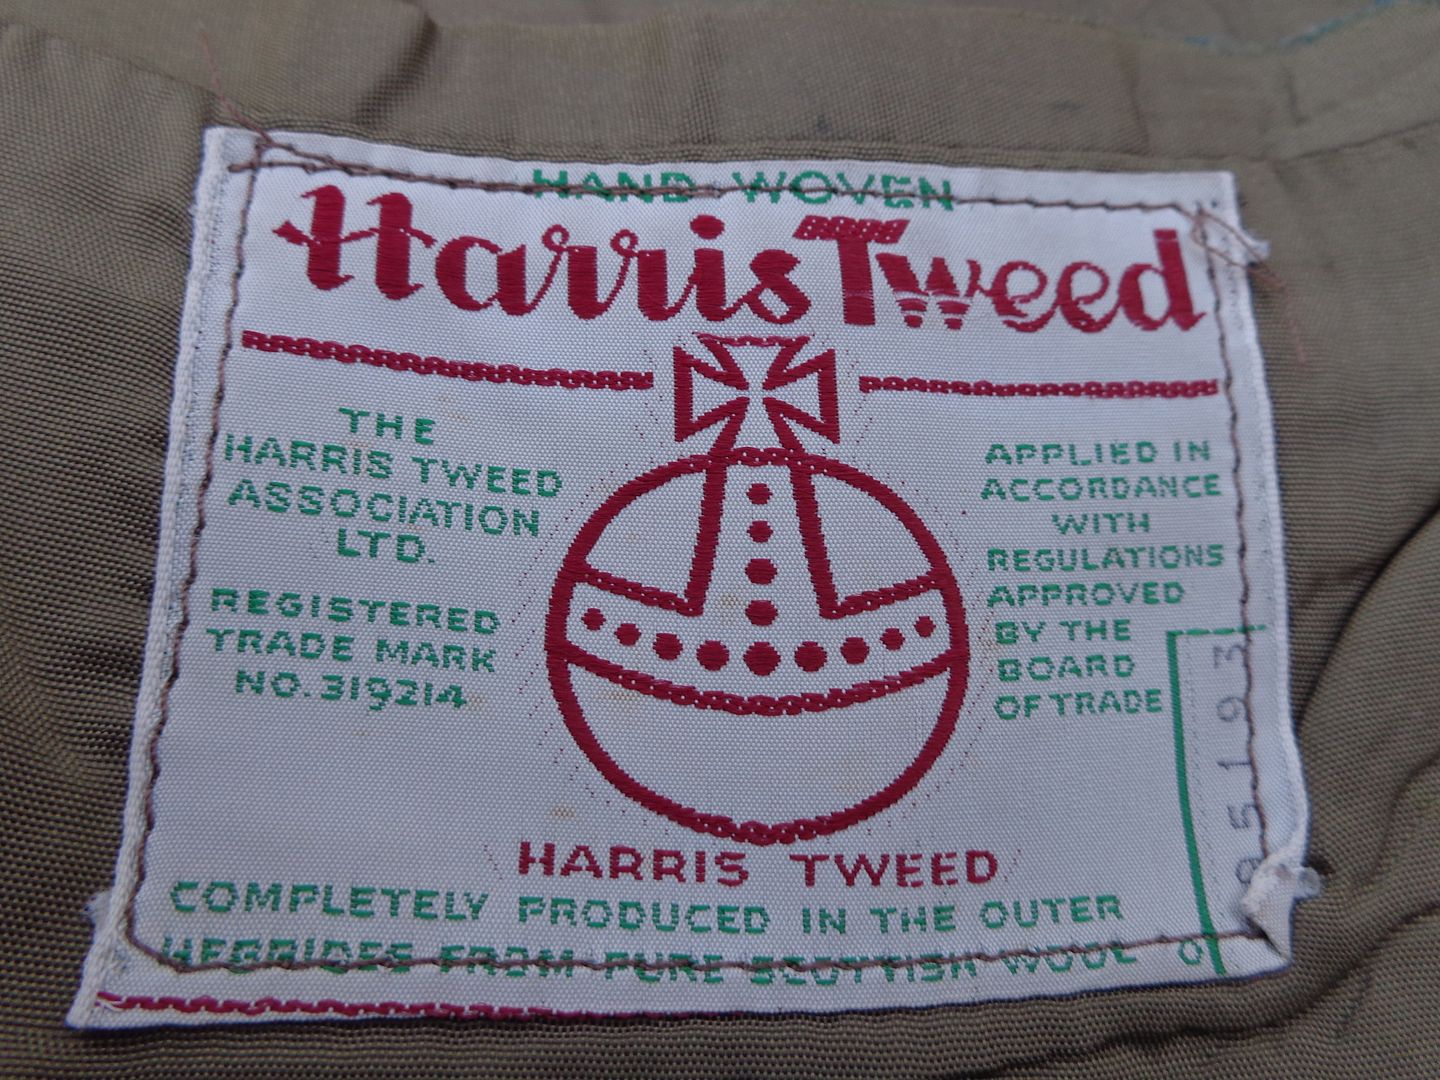 HAND WOVEN
Harris Tweed
THE
HARRIS TWEED
ASSOCIATION
LTD.
REGISTERED
TRADE MARK
NO. 319214
APPLIED IN
ACCORDANCE
WITH
REGULATIONS
APPROVED
BY THE
BOARD
OF TRADE
HARRIS TWEED
COMPLETELY PRODUCED IN THE OUTER
HEBRIDES FROM PURE SCOTTISH WOOL